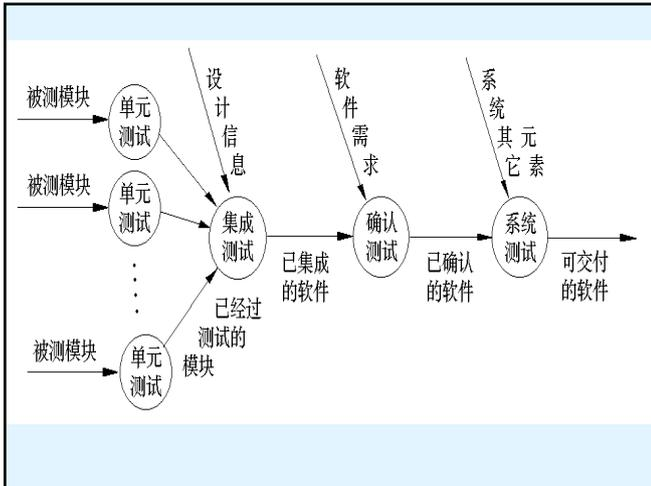 被测模块
单元
测试
被测模块
单元
测试
被测模块
单元
测试
设计信息
集成
测试
已经过
测试的
模块
已集成
的软件
软件需求
确认
测试
已确认
的软件
系统其它
元素
系统
测试
可交付
的软件